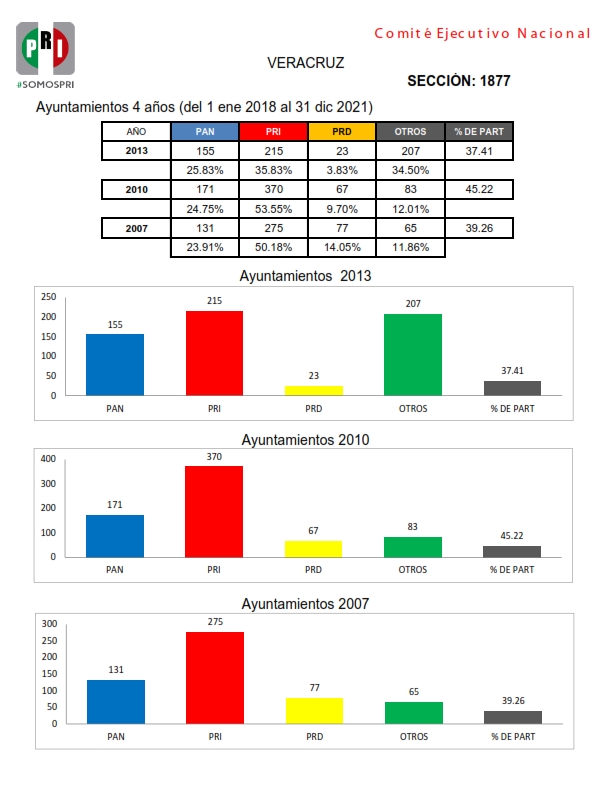 PRI
#SOMOSPRI
Comité Ejecutivo Nacional
VERACRUZ
SECCIÓN: 1877
Ayuntamientos 4 años (del 1 ene 2018 al 31 dic 2021)
AÑO PAN PRI PRD OTROS % DE PART
2013 155 215 23 207 37.41
25.83% 35.83% 3.83% 34.50%
2010 171 370 67 83 45.22
24.75% 53.55% 9.70% 12.01%
2007 131 275 77 65 39.26
23.91% 50.18% 14.05% 11.86%
Ayuntamientos 2013
250
200
150
100
50
0
155 215 23 207 37.41
PAN PRI PRD OTROS % DE PART
Ayuntamientos 2010
400
300
200
100
0
171 370 67 83 45.22
PAN PRI PRD OTROS % DE PART
Ayuntamientos 2007
300
250
200
150
100
50
0
131 275 77 65 39.26
PAN PRI PRD OTROS % DE PART